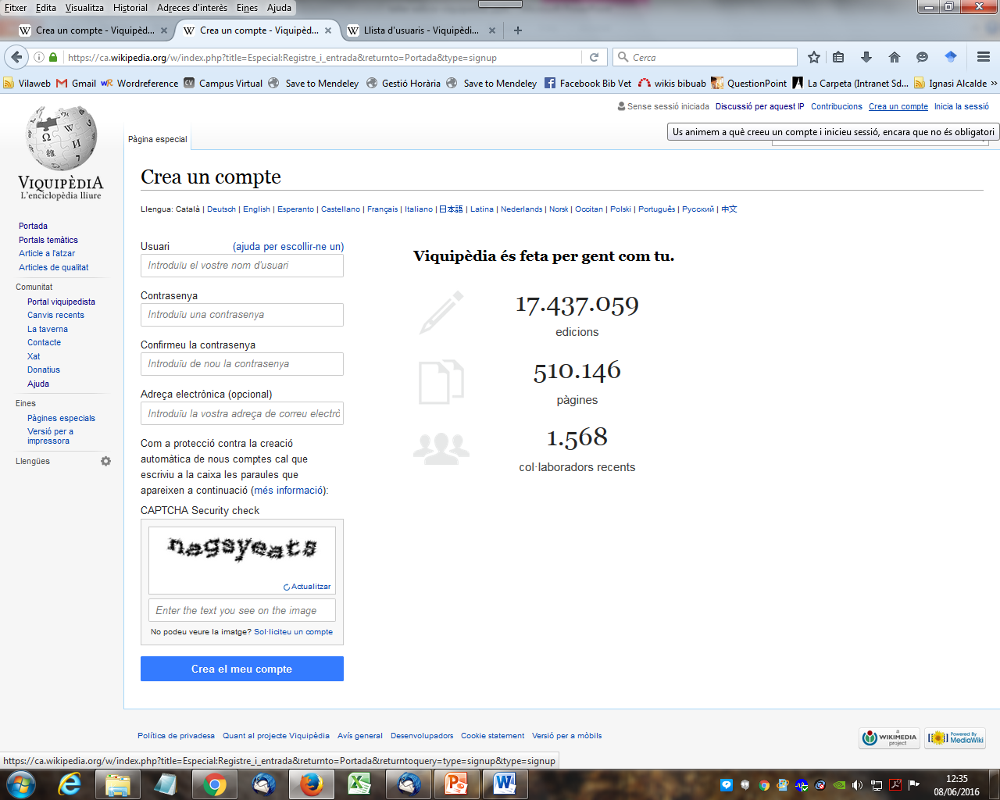 Fitxer Edita Visualitza Historial Adreces d'interès Eines Ajuda
Crea un compte - Viquipèd... × Crea un compte - Viquipèd... × Llista d'usuaris - Viquipèdi... × +
https://ca.wikipedia.org/w/index.php?title=Especial:Registre_i_entrada&returnto=Portada&type=signup
Cerca
Vilaweb Gmail Wordreference Campus Virtual Save to Mendeley Gestió Horària Save to Mendeley Facebook Bib Vet wikis bibuab QuestionPoint La Carpeta (Intranet Sd... Ignasi Alcalde »
Sense sessió iniciada Discussió per aquest IP Contribucions Crea un compte Inicia la sessió
Us animem a què creeu un compte i inicieu sessió, encara que no és obligatori
VIQUIPÈDIA
L'enciclopèdia lliure
Portada
Portals temàtics
Article a l'atzar
Articles de qualitat
Comunitat
Portal viquipedista
Canvis recents
La taverna
Contacte
Xat
Donatius
Ajuda
Eines
Pàgines especials
Versió per a
impressora
Llengües
Pàgina especial
Crea un compte
Llengua: Català | Deutsch | English | Esperanto | Castellano | Français | Italiano | 日本語 | Latina | Nederlands | Norsk | Occitan | Polski | Português | Русский | 中文
Usuari (ajuda per escollir-ne un)
Introduïu el vostre nom d'usuari
Contrasenya
Introduïu una contrasenya
Confirmeu la contrasenya
Introduïu de nou la contrasenya
Adreça electrònica (opcional)
Introduïu la vostra adreça de correu electrò
Com a protecció contra la creació
automàtica de nous comptes cal que
escriviu a la caixa les paraules que
apareixen a continuació (més informació):
CAPTCHA Security check
nagsyeats
Actualitzar
Enter the text you see on the image
No podeu veure la imatge? Sol·liciteu un compte
Crea el meu compte
Viquipèdia és feta per gent com tu.
17.437.059
edicions
510.146
pàgines
1.568
col·laboradors recents
Política de privadesa Quant al projecte Viquipèdia Avís general Desenvolupadors Cookie statement Versió per a mòbils
a
WIKIMEDIA
project
Powered By
MediaWiki
https://ca.wikipedia.org/w/index.php?title=Especial:Registre_i_entrada&returnto=Portada&returntoquery=type=signup&type=signup
12:35
08/06/2016